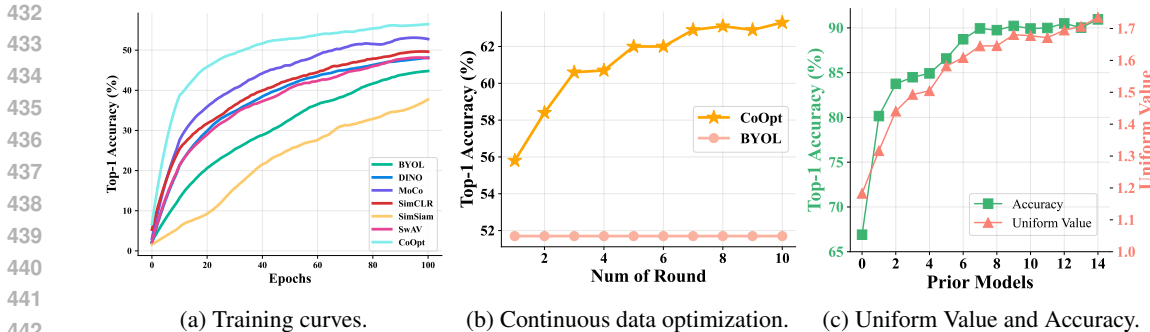 432
433
434
435
436
437
438
439
440
441
442
Top-1 Accuracy (%)
50
40
30
20
10
0
0 20 40 60 80 100
Epochs
BYOL
DINO
MoCo
SimCLR
SimSiam
SwAV
CoOpt
(a) Training curves.
Top-1 Accuracy (%)
62
60
58
56
54
52
2 4 6 8 10
Num of Round
CoOpt
BYOL
(b) Continuous data optimization.
Top-1 Accuracy (%)
90
85
80
75
70
65
0 2 4 6 8 10 12 14
Prior Models
Accuracy
Uniform Value
1.7
1.6
1.5
1.4
1.3
1.2
1.1
1.0
Uniform Value
(c) Uniform Value and Accuracy.